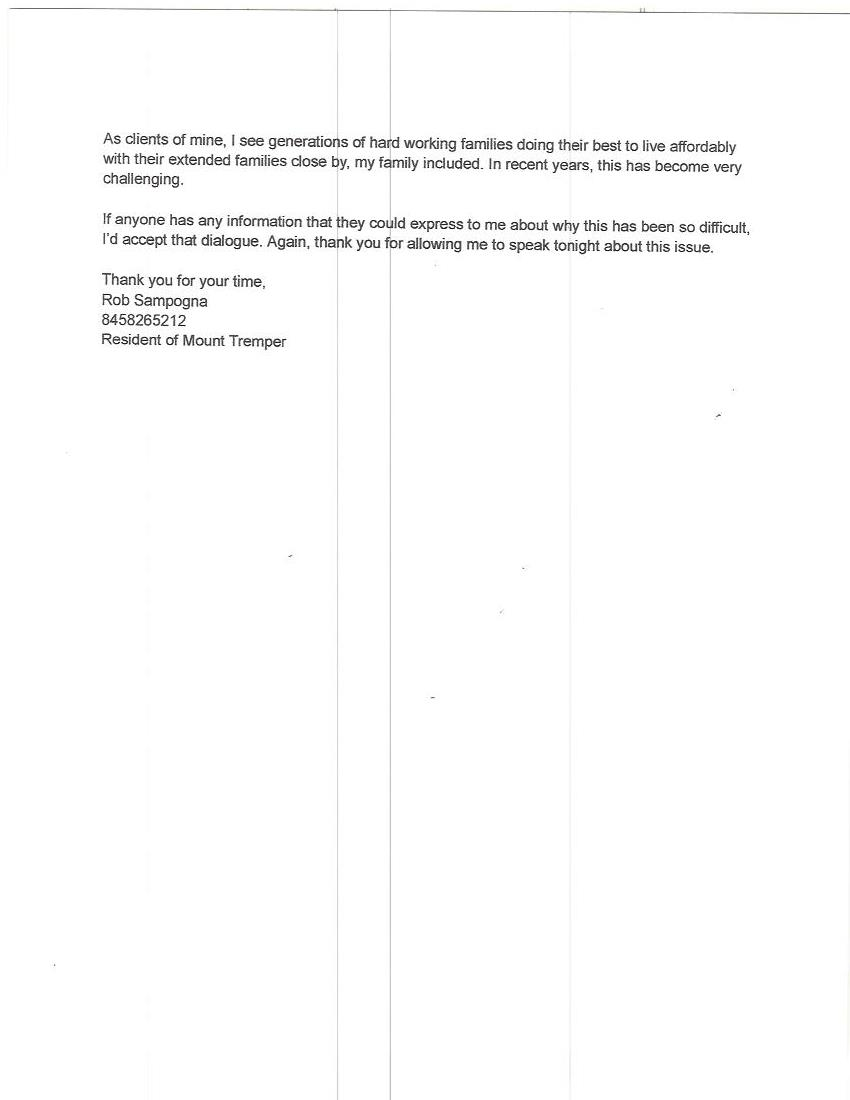 As clients of mine, I see generations of hard working families doing their best to live affordably
with their extended families close by, my family included. In recent years, this has become very
challenging.
If anyone has any information that they could express to me about why this has been so difficult,
I'd accept that dialogue. Again, thank you for allowing me to speak tonight about this issue.
Thank you for your time,
Rob Sampogna
8458265212
Resident of Mount Tremper